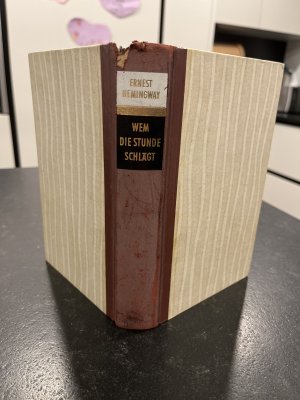 ERNEST
HEMINGWAY
WEM
DIE STUNDE
SCHLÄGT